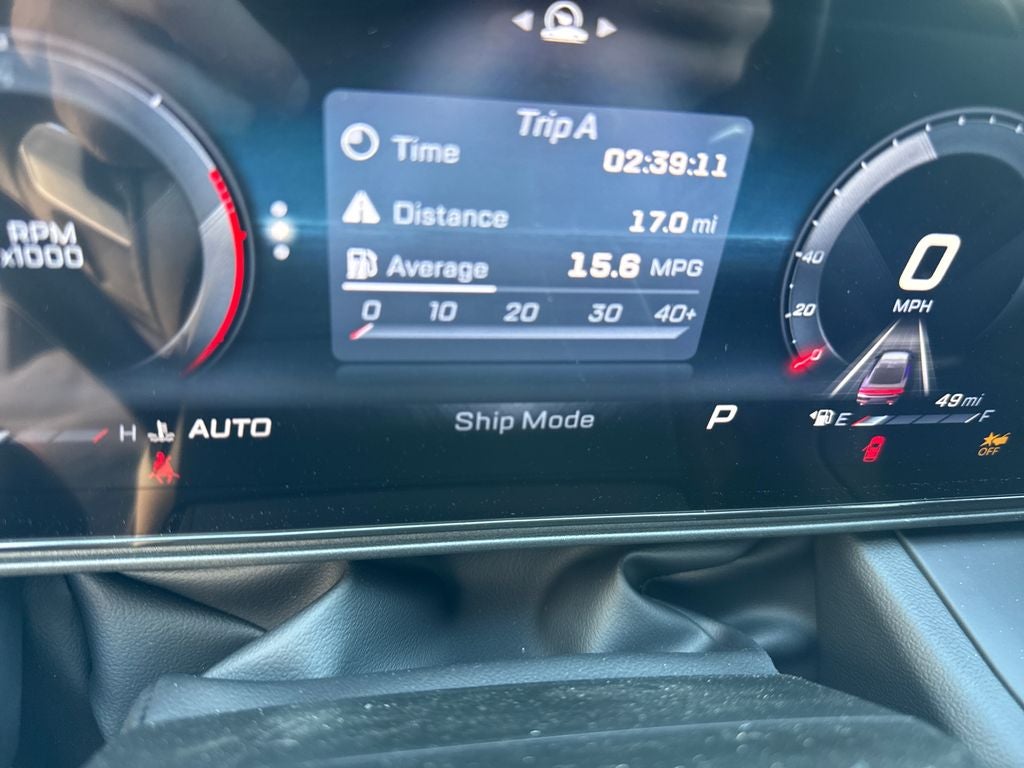 Trip A
Time 02:39:11
Distance 17.0 mi
Average 15.6 MPG
0 10 20 30 40+
RPM
x1000
40
20
0
0
MPH
49 mi
H AUTO
Ship Mode
P
E F
OFF